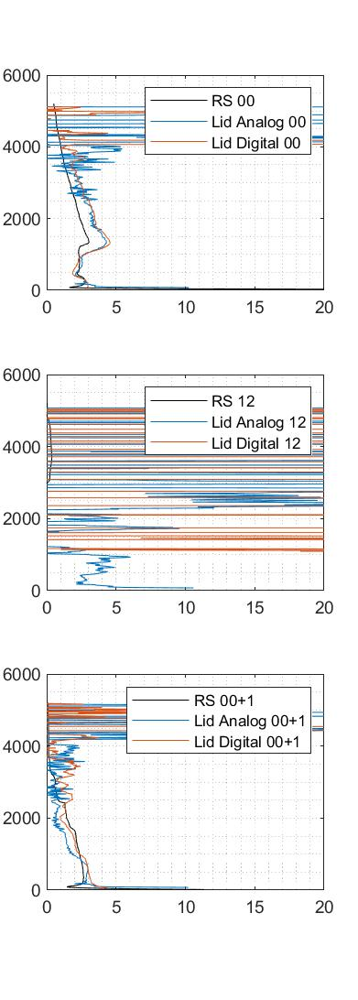 6000
RS 00
Lid Analog 00
Lid Digital 00
4000
2000
0
0 5 10 15 20
6000
RS 12
Lid Analog 12
Lid Digital 12
4000
2000
0
0 5 10 15 20
6000
RS 00+1
Lid Analog 00+1
Lid Digital 00+1
4000
2000
0
0 5 10 15 20